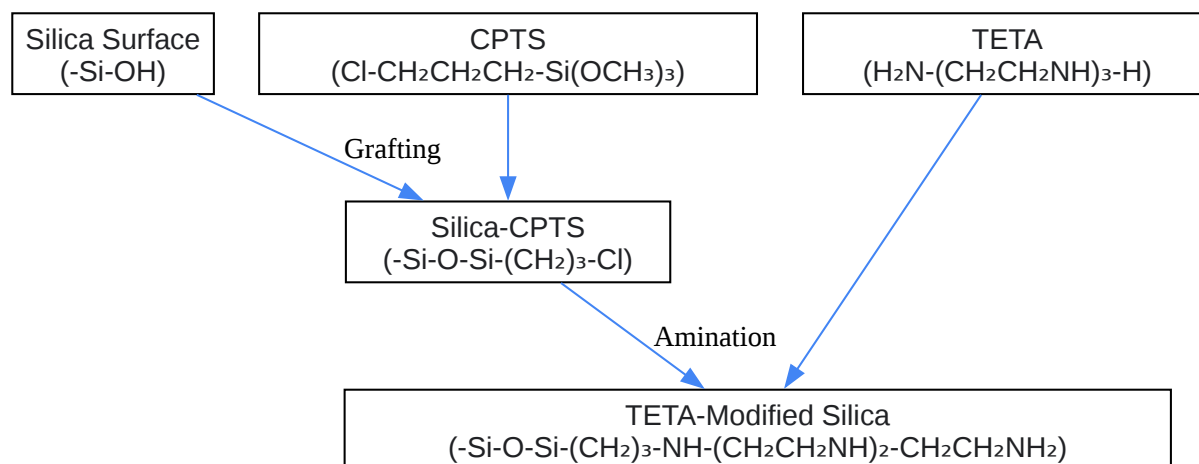 Silica Surface
(-Si-OH)
CPTS
(Cl-CH₂CH₂CH₂-Si(OCH₃)₃)
TETA
(H₂N-(CH₂CH₂NH)₃-H)
Grafting
Silica-CPTS
(-Si-O-Si-(CH₂)₃-Cl)
Amination
TETA-Modified Silica
(-Si-O-Si-(CH₂)₃-NH-(CH₂CH₂NH)₂-CH₂CH₂NH₂)